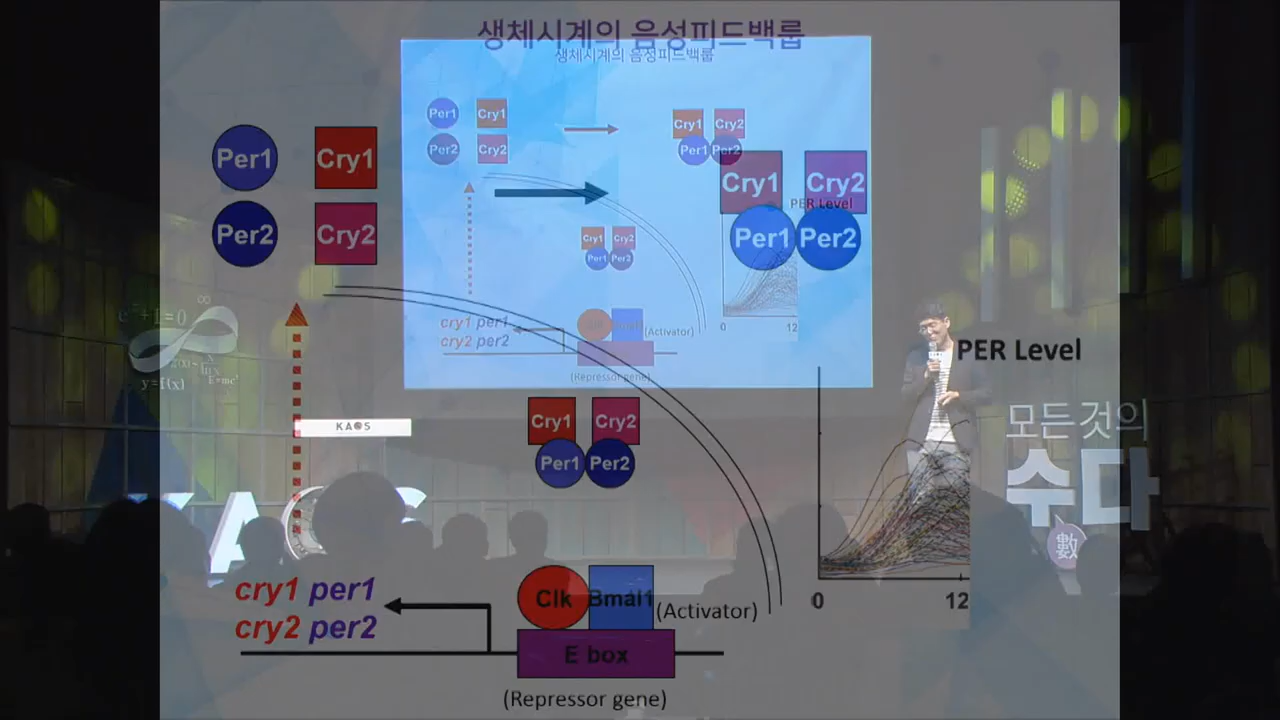 생체시계의 음성피드백룹
생체시계의 음성피드백룹
Per1 Cry1
Per2 Cry2
Cry1 Cry2
Per1 Per2
Per1 Cry1
Per2 Cry2
Cry1 Cry2
Per1 Per2
PER Level
Cry1 Cry2
Per1 Per2
cry1 per1
cry2 per2
(Activator)
(Repressor gene)
0 12
∞
y=f(x)
E=mc²
KAOS
PER Level
모든것의
수다
數
Cry1 Cry2
Per1 Per2
0 12
cry1 per1
cry2 per2
Clk Bmal1 (Activator)
E box
(Repressor gene)